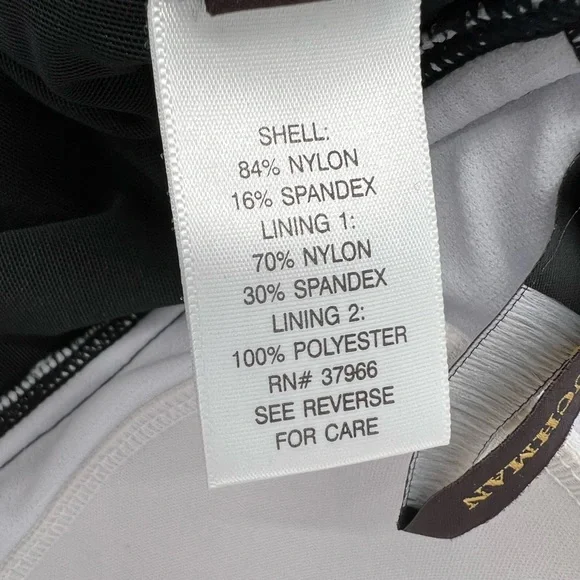 SHELL:
84% NYLON
16% SPANDEX
LINING 1:
70% NYLON
30% SPANDEX
LINING 2:
100% POLYESTER
RN# 37966
SEE REVERSE
FOR CARE